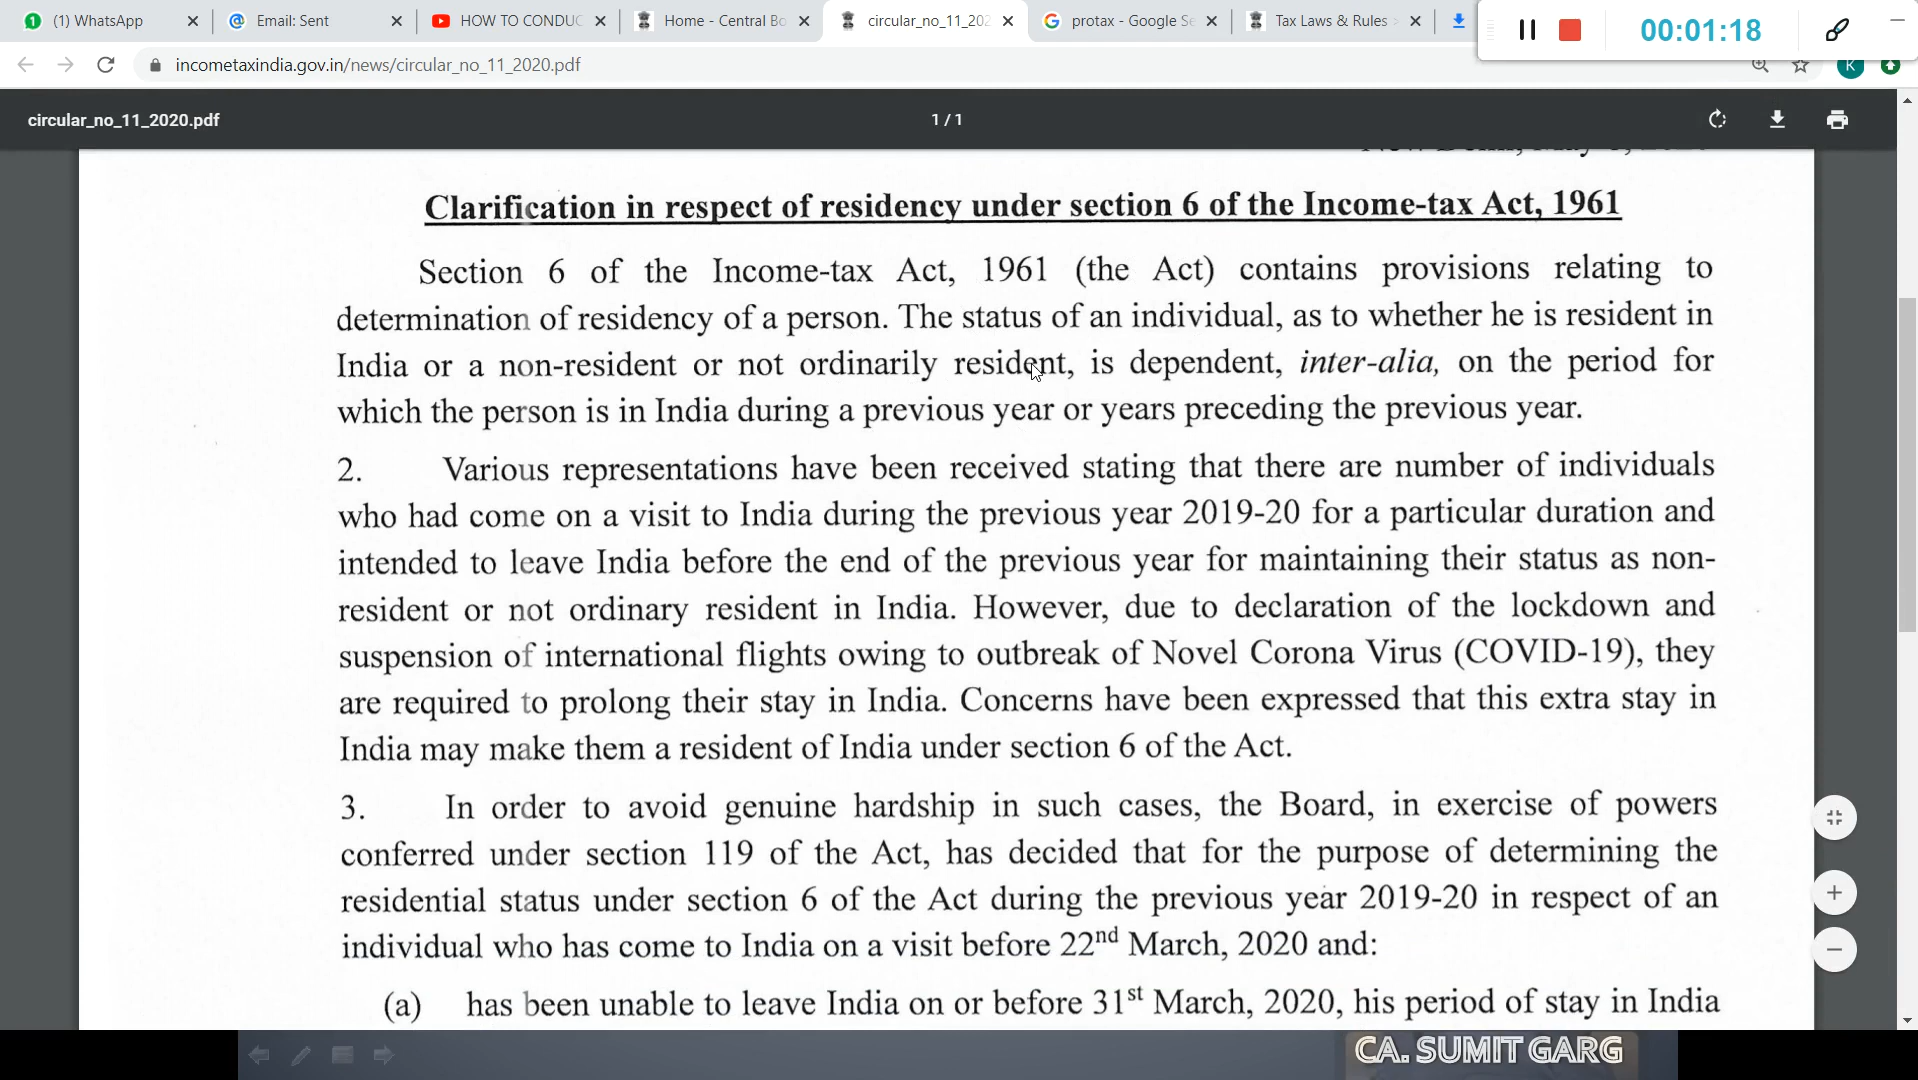 (1) WhatsApp
Email: Sent
HOW TO CONDUC
Home - Central Bo
circular_no_11_202
protax - Google Se
Tax Laws & Rules >
00:01:18
incometaxindia.gov.in/news/circular_no_11_2020.pdf
K
circular_no_11_2020.pdf
1 / 1
Clarification in respect of residency under section 6 of the Income-tax Act, 1961
Section 6 of the Income-tax Act, 1961 (the Act) contains provisions relating to
determination of residency of a person. The status of an individual, as to whether he is resident in
India or a non-resident or not ordinarily resident, is dependent, inter-alia, on the period for
which the person is in India during a previous year or years preceding the previous year.
2. Various representations have been received stating that there are number of individuals
who had come on a visit to India during the previous year 2019-20 for a particular duration and
intended to leave India before the end of the previous year for maintaining their status as non-
resident or not ordinary resident in India. However, due to declaration of the lockdown and
suspension of international flights owing to outbreak of Novel Corona Virus (COVID-19), they
are required to prolong their stay in India. Concerns have been expressed that this extra stay in
India may make them a resident of India under section 6 of the Act.
3. In order to avoid genuine hardship in such cases, the Board, in exercise of powers
conferred under section 119 of the Act, has decided that for the purpose of determining the
residential status under section 6 of the Act during the previous year 2019-20 in respect of an
individual who has come to India on a visit before 22nd March, 2020 and:
(a) has been unable to leave India on or before 31st March, 2020, his period of stay in India
CA. SUMIT GARG